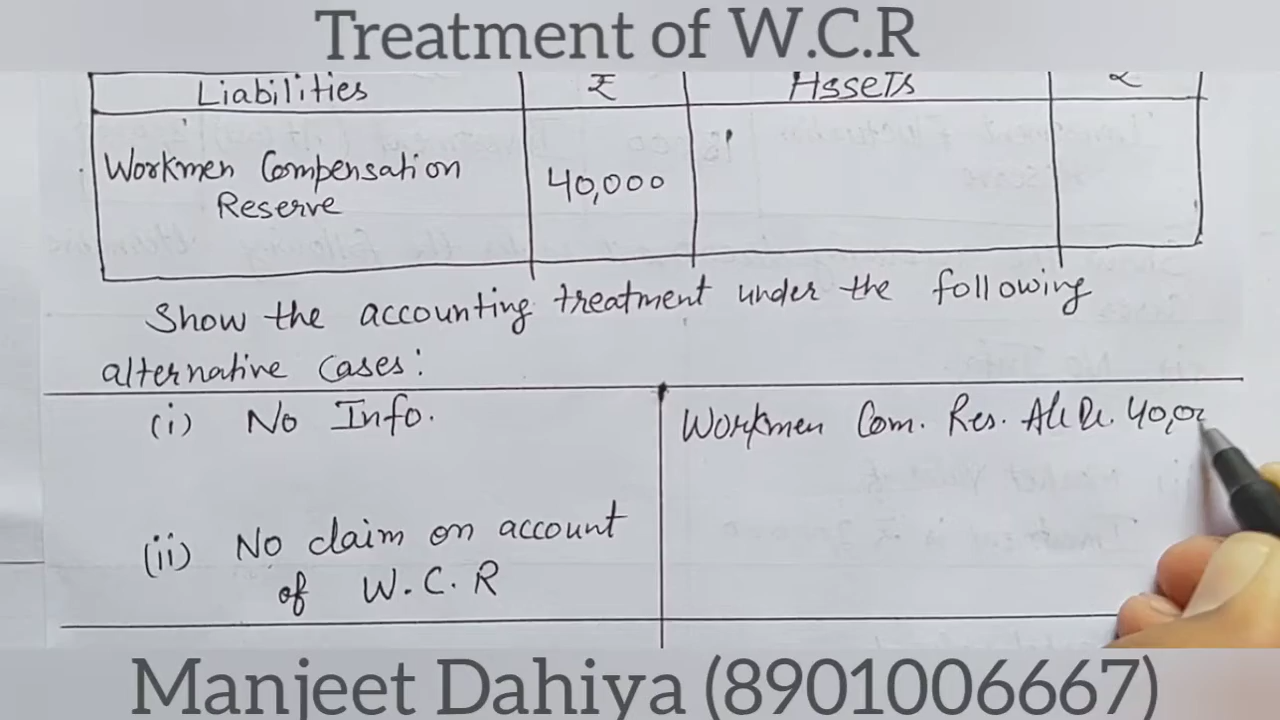 Treatment of W.C.R
Liabilities ₹ Assets ₹
Workmen Compensation 40,000
Reserve
Show the accounting treatment under the following
alternative cases:
(i) No Info. Workmen Com. Res. A/c Dr. 40,00
(ii) No claim on account
of W.C.R
Manjeet Dahiya (8901006667)